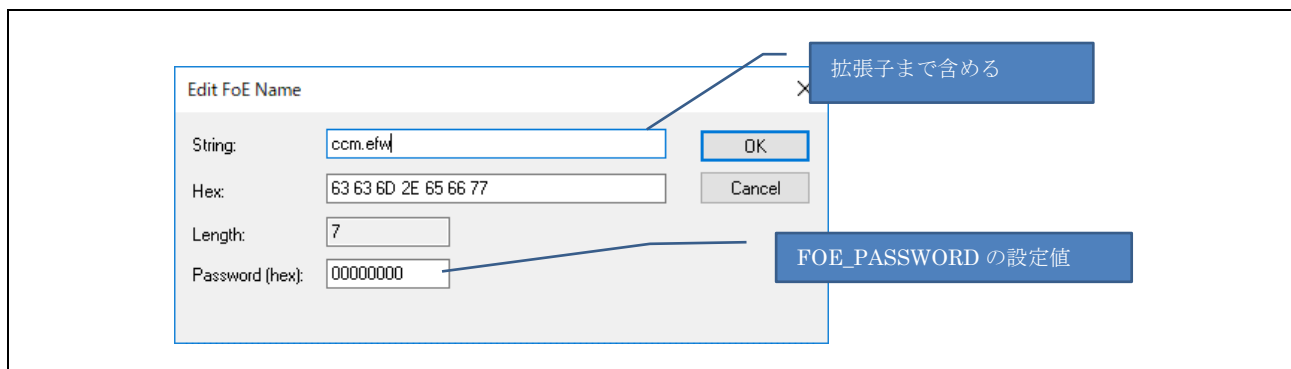 拡張子まで含める
Edit FoE Name
String: ccm.efw OK
Hex: 63 63 6D 2E 65 66 77 Cancel
Length: 7
FOE_PASSWORD の設定値
Password (hex): 00000000